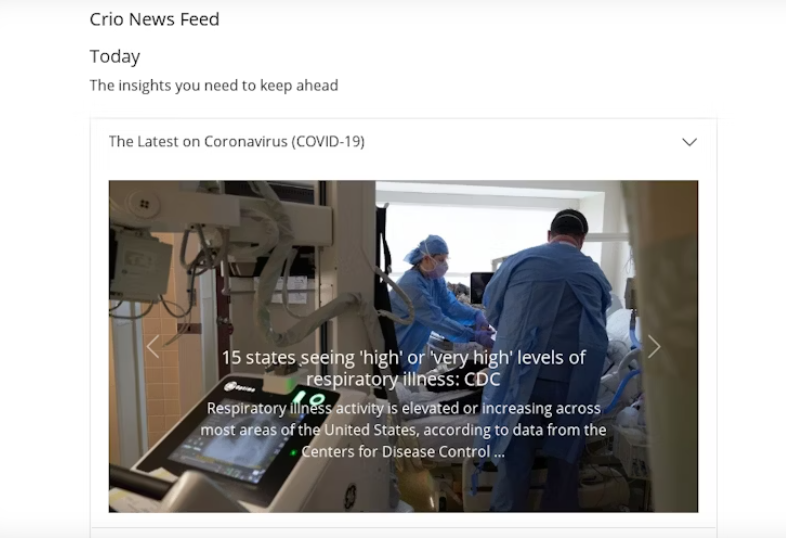 Crio News Feed
Today
The insights you need to keep ahead
The Latest on Coronavirus (COVID-19)
15 states seeing 'high' or 'very high' levels of
respiratory illness: CDC
Respiratory illness activity is elevated or increasing across
most areas of the United States, according to data from the
Centers for Disease Control ...